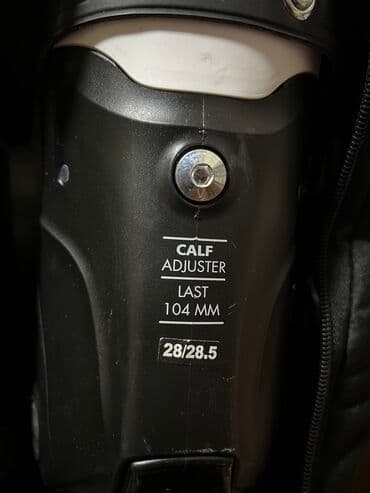 CALF
ADJUSTER
LAST
104 MM
28/28.5